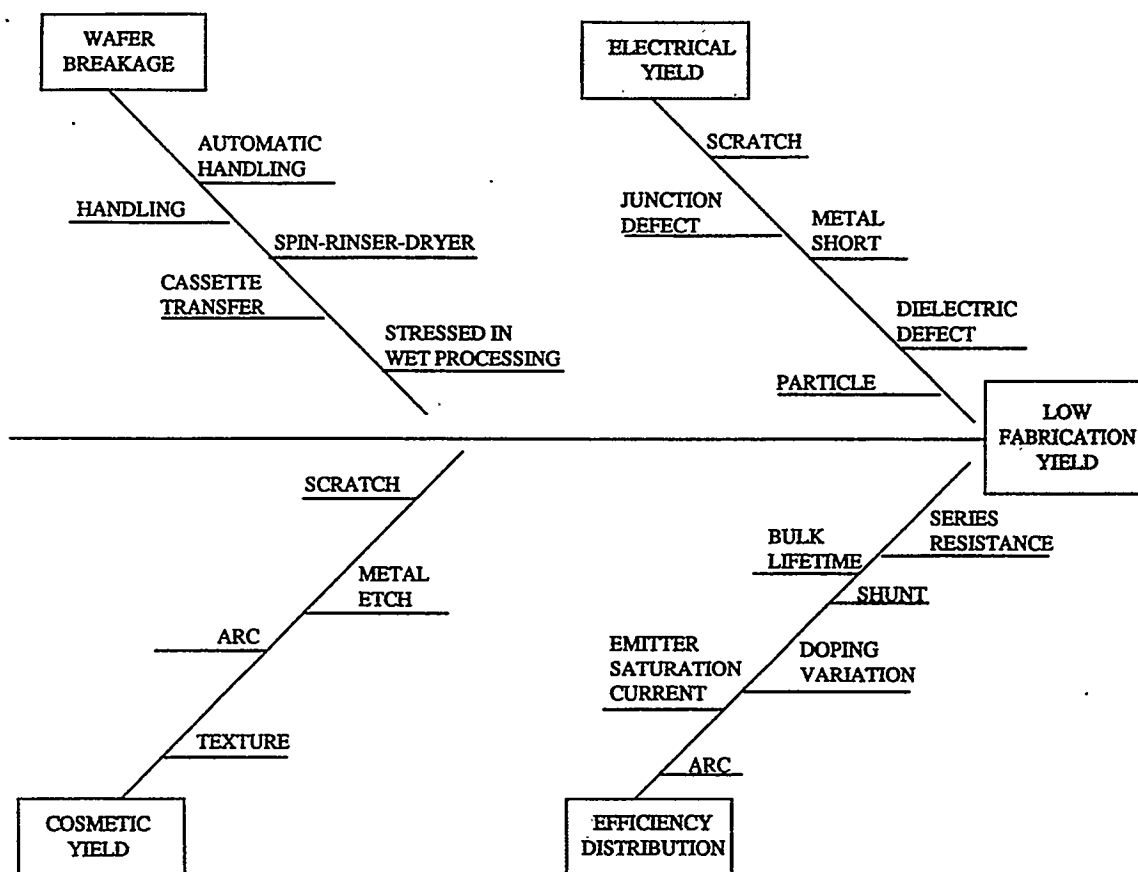 WAFER
BREAKAGE
AUTOMATIC
HANDLING
HANDLING
SPIN-RINSER-DRYER
CASSETTE
TRANSFER
STRESSED IN
WET PROCESSING
ELECTRICAL
YIELD
SCRATCH
JUNCTION
DEFECT
METAL
SHORT
DIELECTRIC
DEFECT
PARTICLE
LOW
FABRICATION
YIELD
SCRATCH
METAL
ETCH
ARC
TEXTURE
COSMETIC
YIELD
SERIES
RESISTANCE
BULK
LIFETIME
SHUNT
DOPING
VARIATION
EMITTER
SATURATION
CURRENT
ARC
EFFICIENCY
DISTRIBUTION